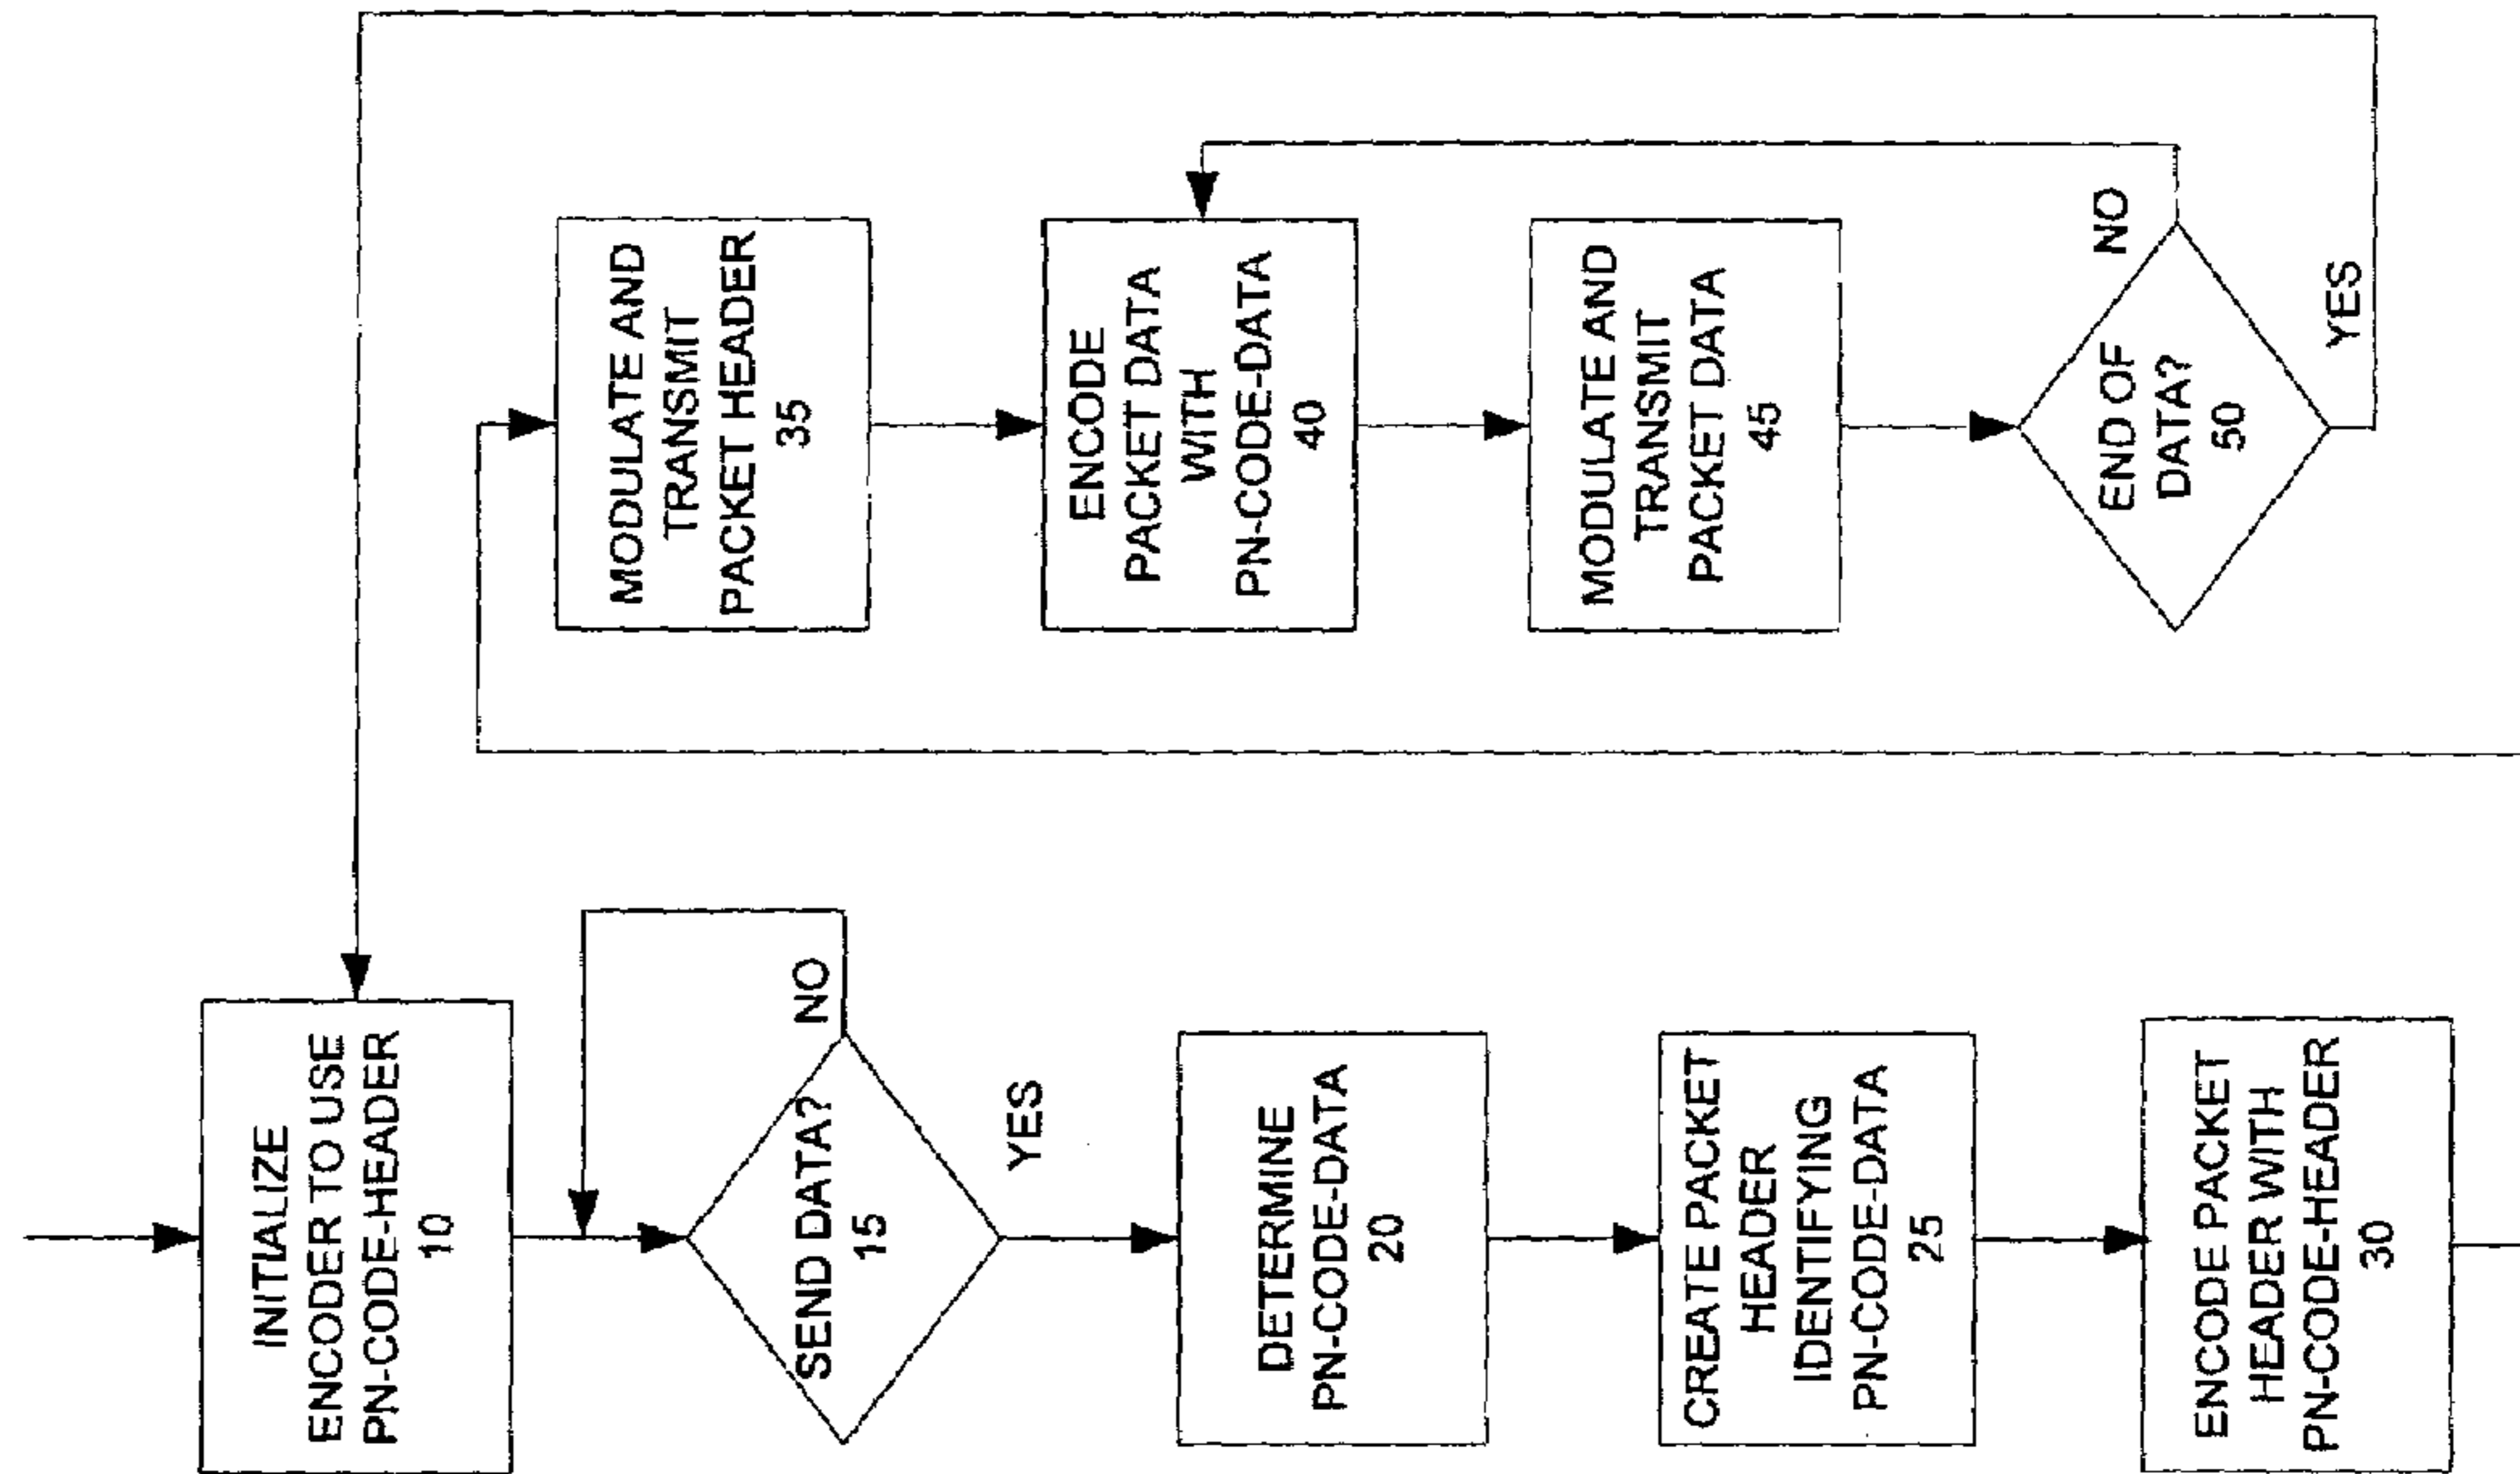 INITIALIZE
ENCODER TO USE
PN-CODE-HEADER
10
SEND DATA?
15
NO
YES
DETERMINE
PN-CODE-DATA
20
CREATE PACKET
HEADER
IDENTIFYING
PN-CODE-DATA
25
ENCODE PACKET
HEADER WITH
PN-CODE-HEADER
30
MODULATE AND
TRANSMIT
PACKET HEADER
35
ENCODE
PACKET DATA
WITH
PN-CODE-DATA
40
MODULATE AND
TRANSMIT
PACKET DATA
45
END OF
DATA?
50
NO
YES